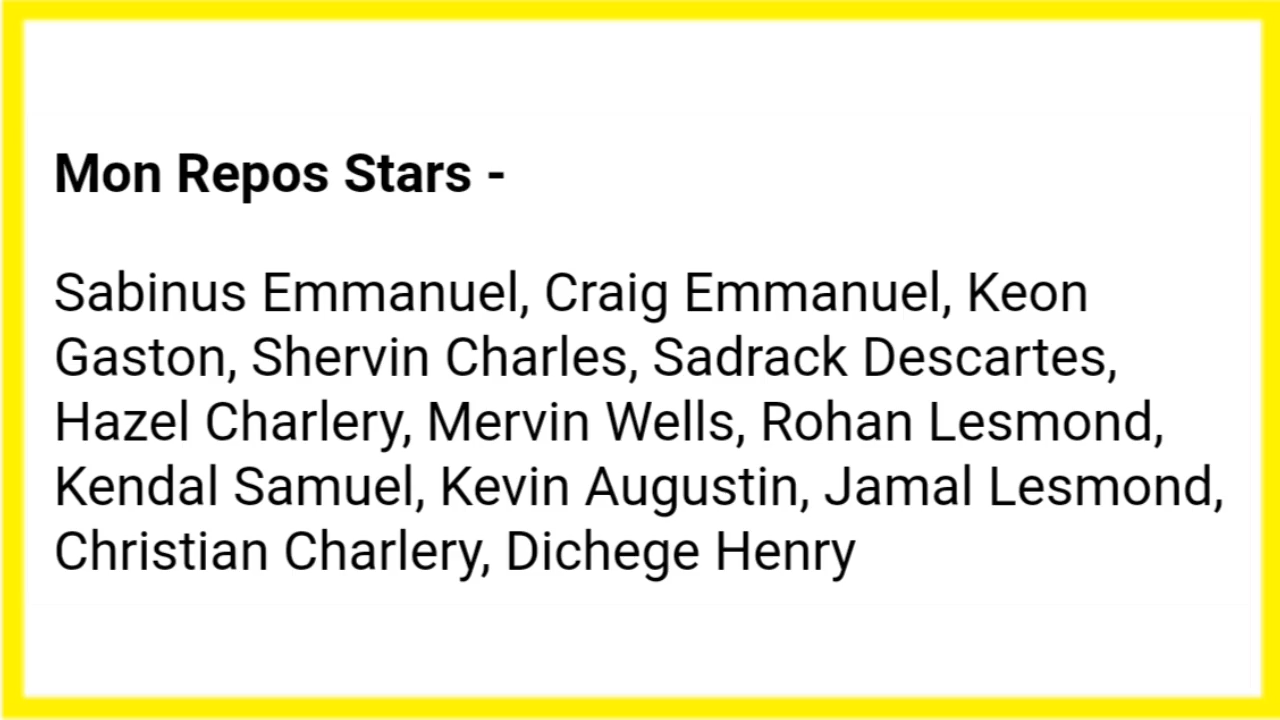 Mon Repos Stars -
Sabinus Emmanuel, Craig Emmanuel, Keon
Gaston, Shervin Charles, Sadrack Descartes,
Hazel Charlery, Mervin Wells, Rohan Lesmond,
Kendal Samuel, Kevin Augustin, Jamal Lesmond,
Christian Charlery, Dichege Henry